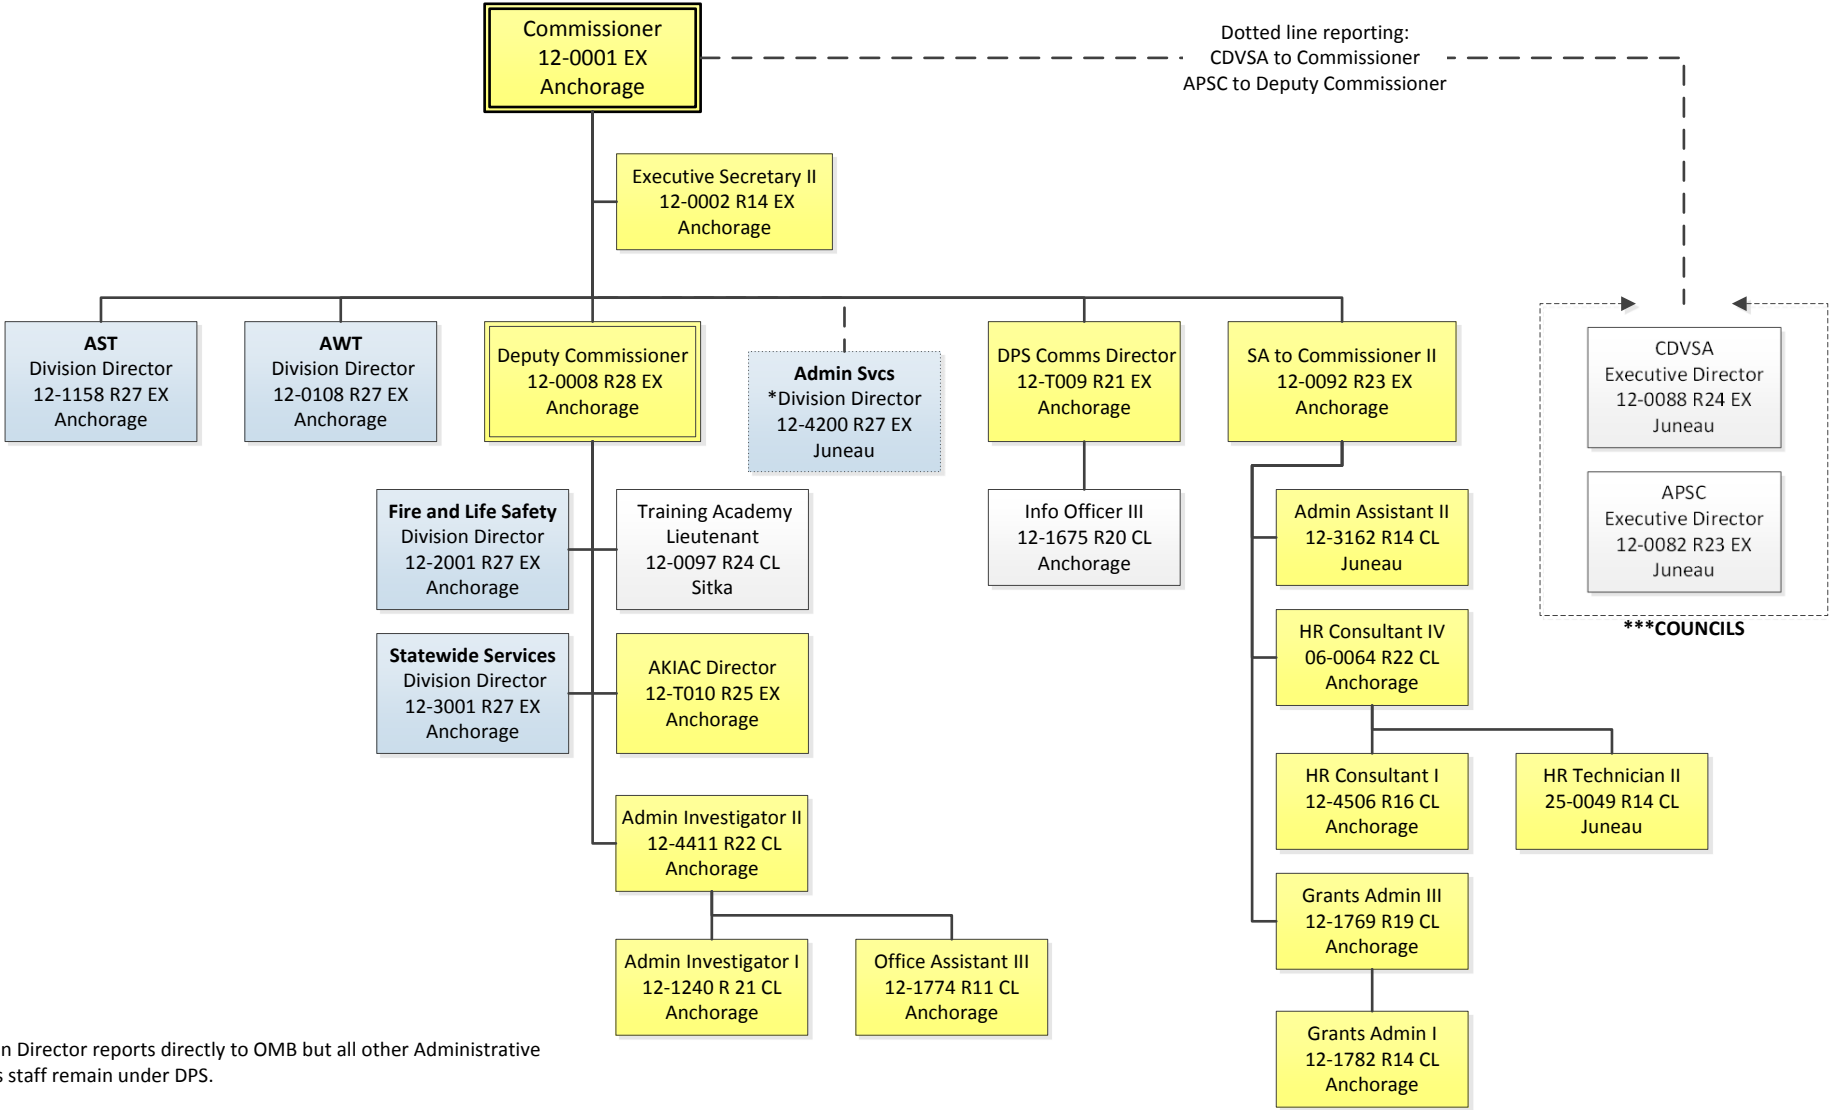 Commissioner
12-0001 EX
Anchorage
Dotted line reporting:
CDVSA to Commissioner
APSC to Deputy Commissioner
Executive Secretary II
12-0002 R14 EX
Anchorage
AST
Division Director
12-1158 R27 EX
Anchorage
AWT
Division Director
12-0108 R27 EX
Anchorage
Deputy Commissioner
12-0008 R28 EX
Anchorage
Admin Svcs
*Division Director
12-4200 R27 EX
Juneau
DPS Comms Director
12-T009 R21 EX
Anchorage
SA to Commissioner II
12-0092 R23 EX
Anchorage
CDVSA
Executive Director
12-0088 R24 EX
Juneau
APSC
Executive Director
12-0082 R23 EX
Juneau
***COUNCILS
Fire and Life Safety
Division Director
12-2001 R27 EX
Anchorage
Training Academy
Lieutenant
12-0097 R24 CL
Sitka
Info Officer III
12-1675 R20 CL
Anchorage
Admin Assistant II
12-3162 R14 CL
Juneau
Statewide Services
Division Director
12-3001 R27 EX
Anchorage
AKIAC Director
12-T010 R25 EX
Anchorage
HR Consultant IV
06-0064 R22 CL
Anchorage
HR Consultant I
12-4506 R16 CL
Anchorage
HR Technician II
25-0049 R14 CL
Juneau
Admin Investigator II
12-4411 R22 CL
Anchorage
Grants Admin III
12-1769 R19 CL
Anchorage
Admin Investigator I
12-1240 R 21 CL
Anchorage
Office Assistant III
12-1774 R11 CL
Anchorage
Grants Admin I
12-1782 R14 CL
Anchorage
n Director reports directly to OMB but all other Administrative
s staff remain under DPS.